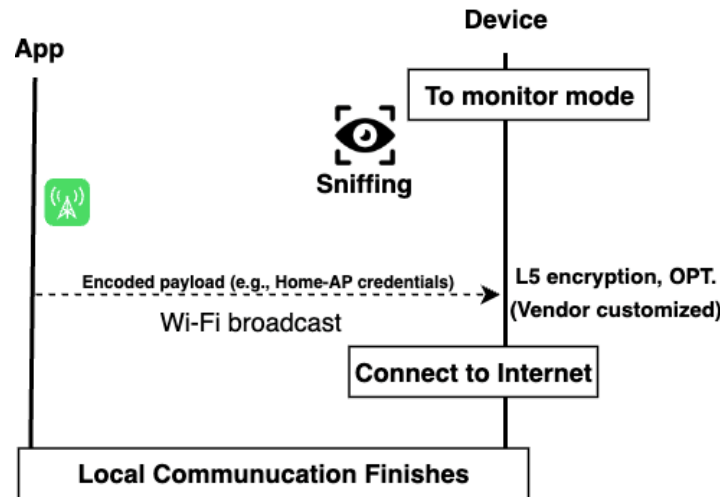 Device
App
To monitor mode
Sniffing
Encoded payload (e.g., Home-AP credentials)
L5 encryption, OPT.
(Vendor customized)
Wi-Fi broadcast
Connect to Internet
Local Communucation Finishes